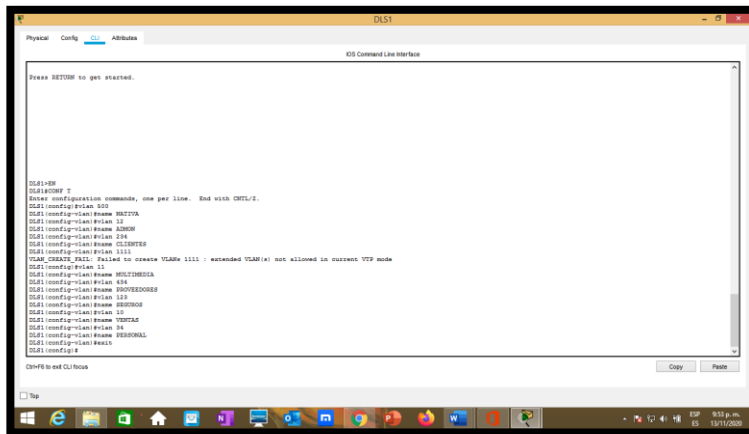 DLS1
Physical Config CLI Attributes
IOS Command Line Interface
Press RETURN to get started.
DLS1>EN
DLS1#CONF T
Enter configuration commands, one per line. End with CNTL/Z.
DLS1(config)#vlan 500
DLS1(config-vlan)#name NATIVA
DLS1(config-vlan)#vlan 12
DLS1(config-vlan)#name ADMON
DLS1(config-vlan)#vlan 234
DLS1(config-vlan)#name CLIENTES
DLS1(config-vlan)#vlan 1111
VLAN_CREATE_FAIL: Failed to create VLANs 1111 : extended VLAN(s) not allowed in current VTP mode
DLS1(config)#vlan 11
DLS1(config-vlan)#name MULTIMEDIA
DLS1(config-vlan)#vlan 434
DLS1(config-vlan)#name PROVEEDORES
DLS1(config-vlan)#vlan 123
DLS1(config-vlan)#name SEGUROS
DLS1(config-vlan)#vlan 10
DLS1(config-vlan)#name VENTAS
DLS1(config-vlan)#vlan 34
DLS1(config-vlan)#name PERSONAL
DLS1(config-vlan)#exit
DLS1(config)#
Ctrl+F6 to exit CLI focus
Copy Paste
Top
ESP 9:53 p. m.
ES 13/11/2020